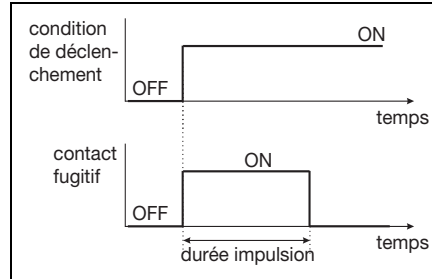 condition
de déclen-
chement
ON
OFF
temps
contact
fugitif
ON
OFF
temps
durée impulsion